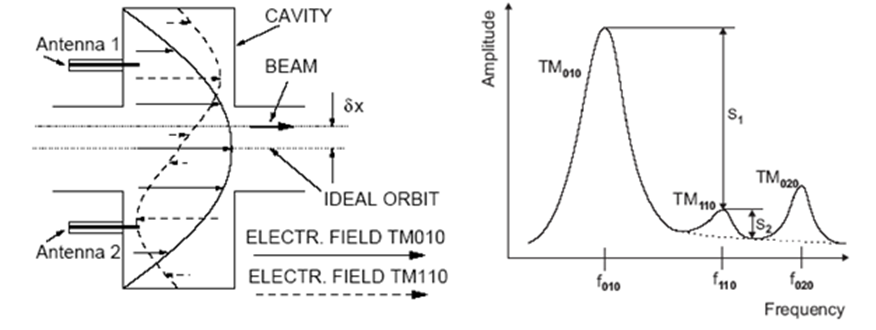 CAVITY
Antenna 1
BEAM
δx
IDEAL ORBIT
Antenna 2
ELECTR. FIELD TM010
ELECTR. FIELD TM110
Amplitude
TM010
S1
TM110
TM020
S2
f010
f110
f020
Frequency